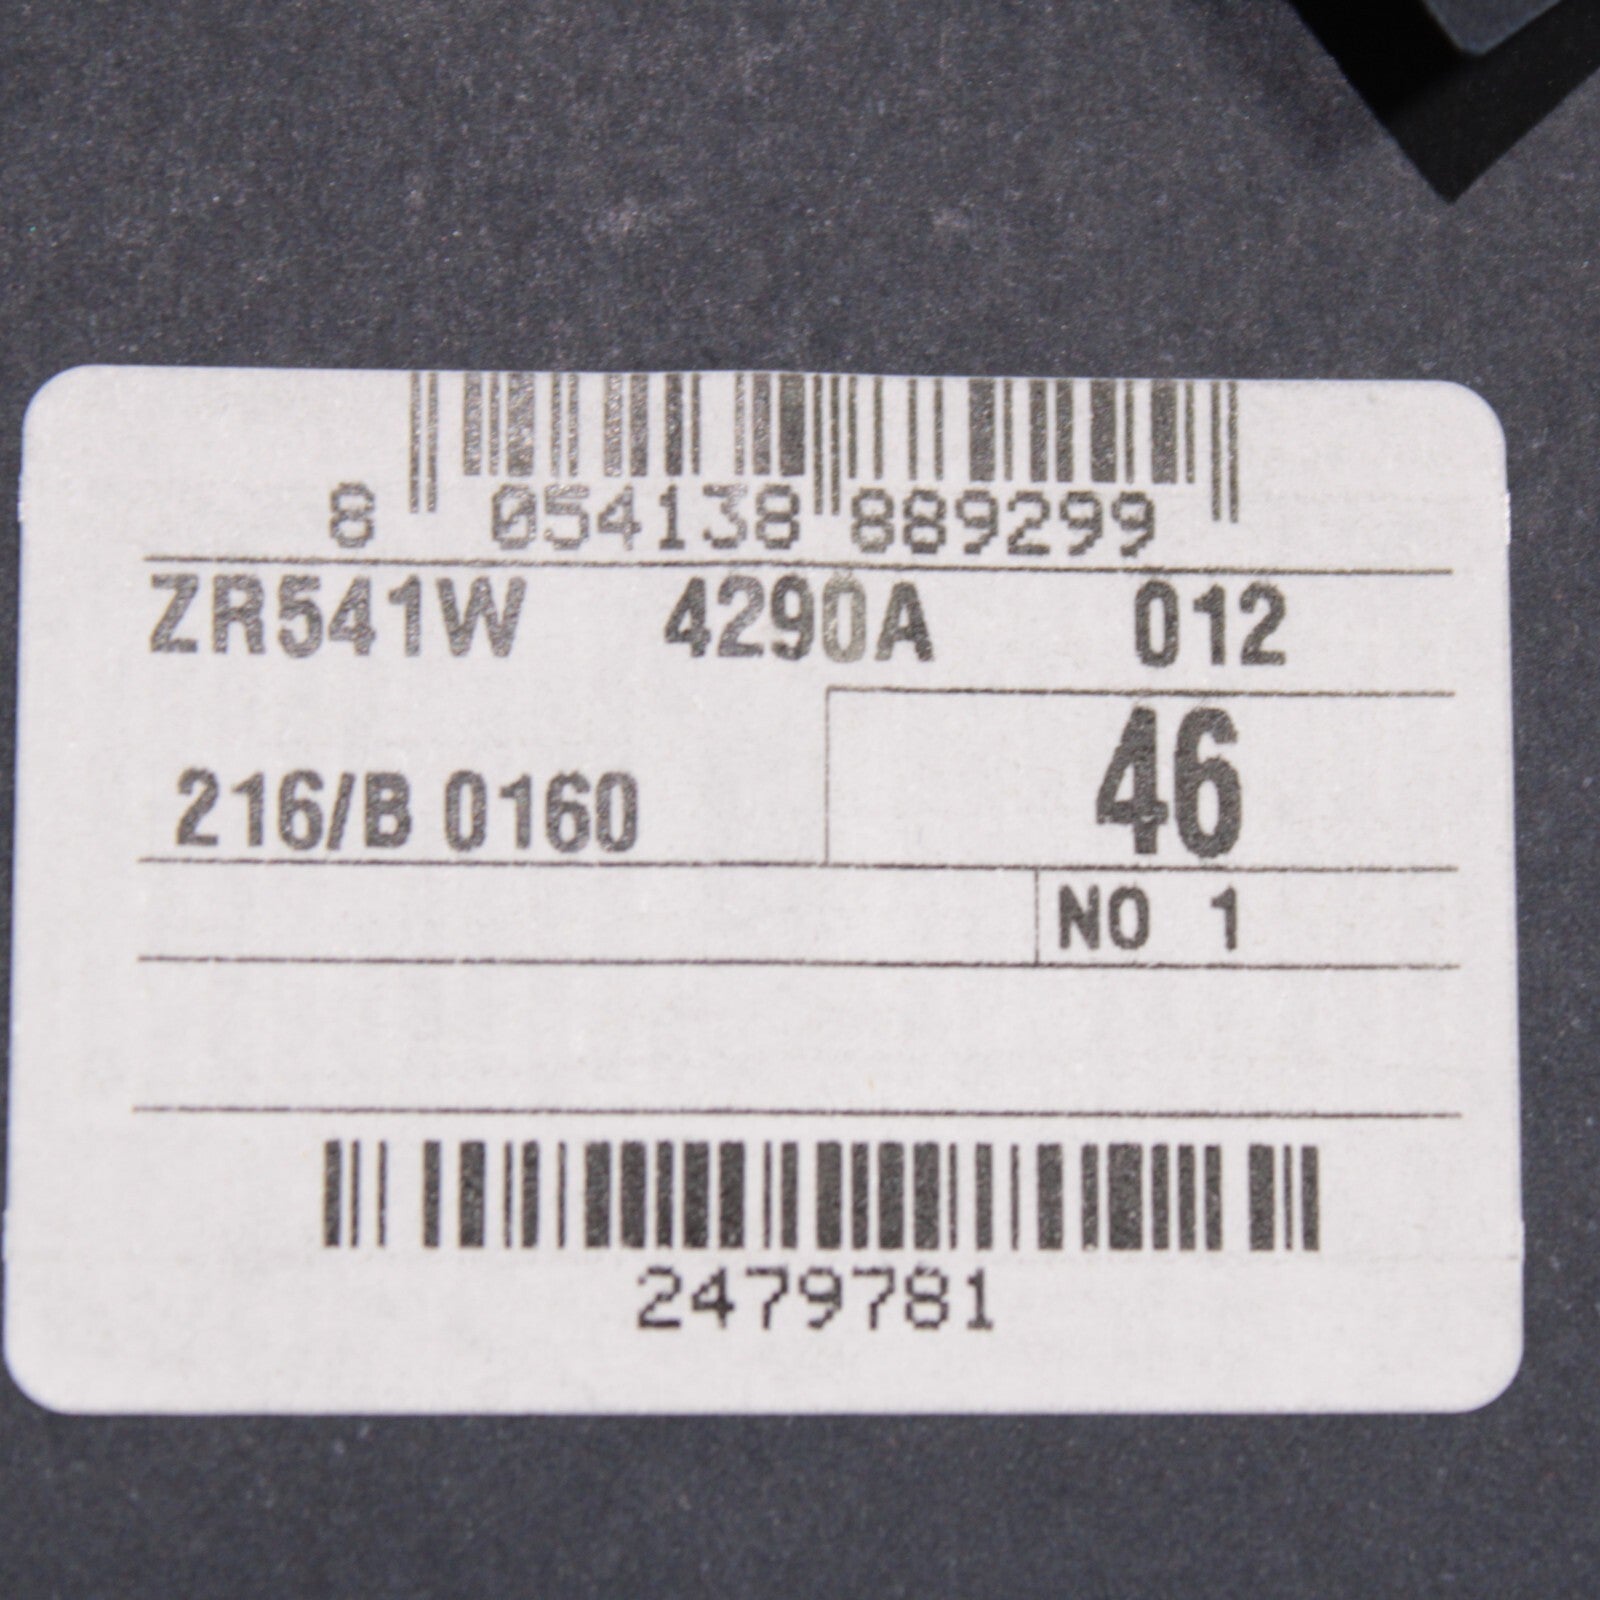 8 054138 889299
ZR541W 4290A 012
216/B 0160 46
NO 1
2479781